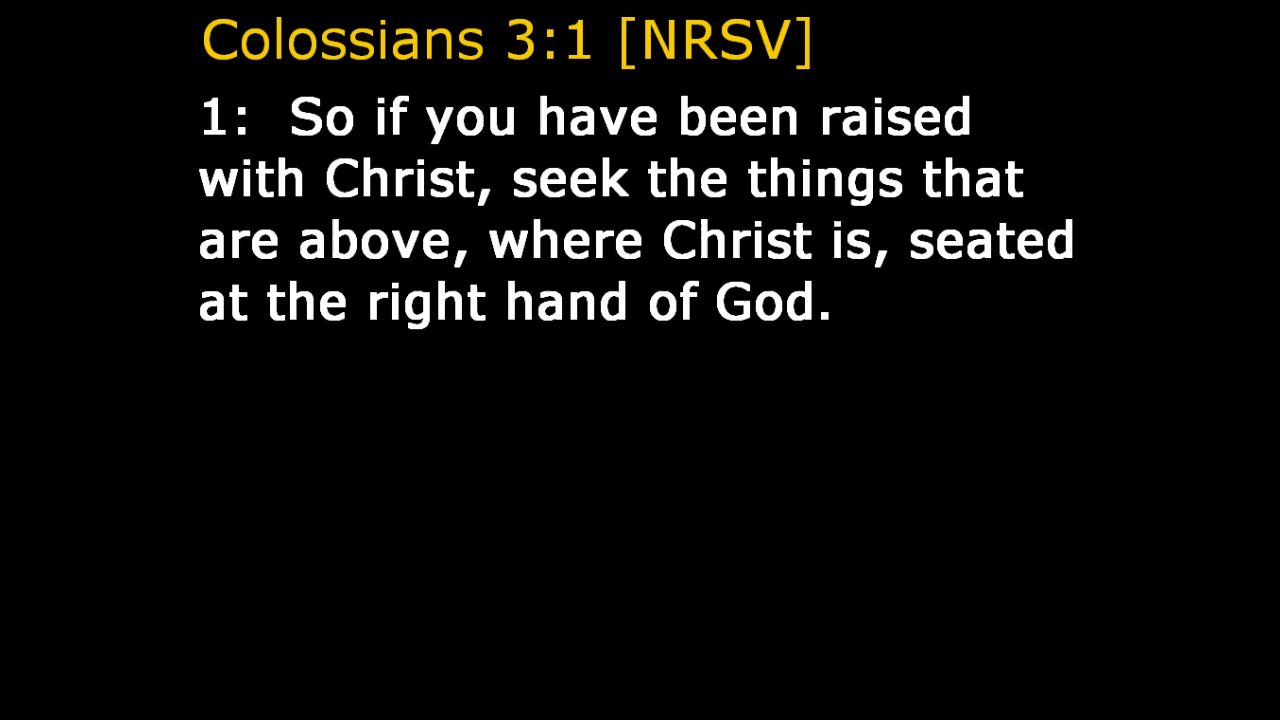 Colossians 3:1 [NRSV]
1:  So if you have been raised
with Christ, seek the things that
are above, where Christ is, seated
at the right hand of God.